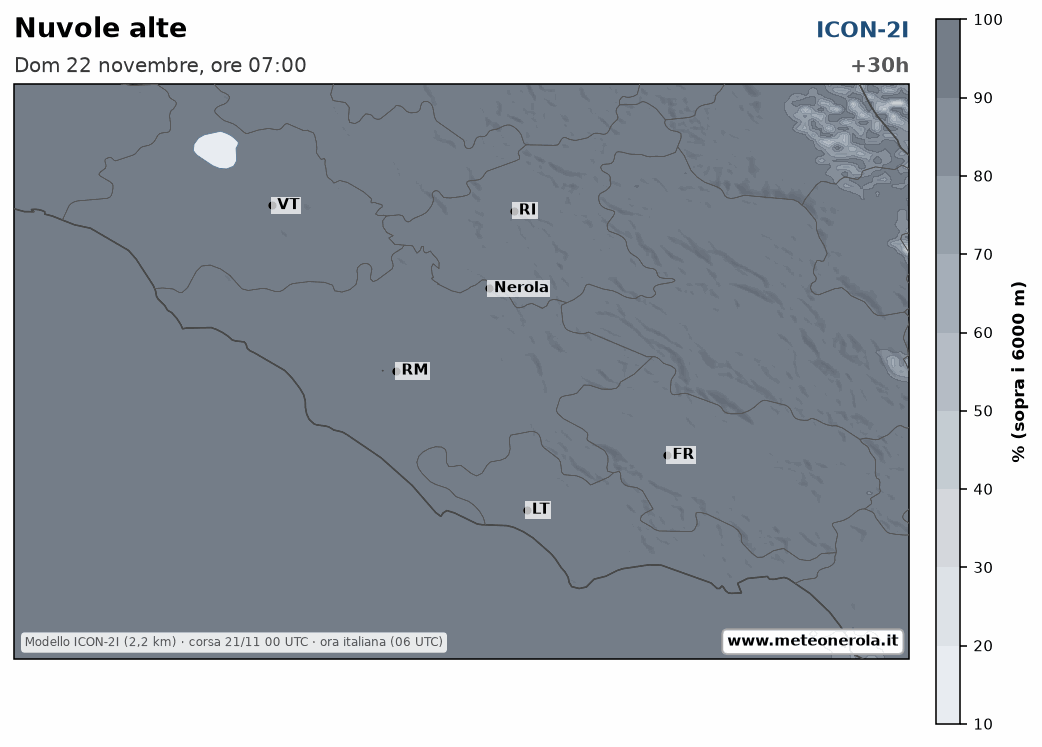 Nuvole alte
ICON-2I
Dom 22 novembre, ore 07:00
+30h
100
90
80
70
60
50
40
30
20
10
% (sopra i 6000 m)
VT
RI
Nerola
RM
FR
LT
Modello ICON-2I (2,2 km) · corsa 21/11 00 UTC · ora italiana (06 UTC)
www.meteonerola.it